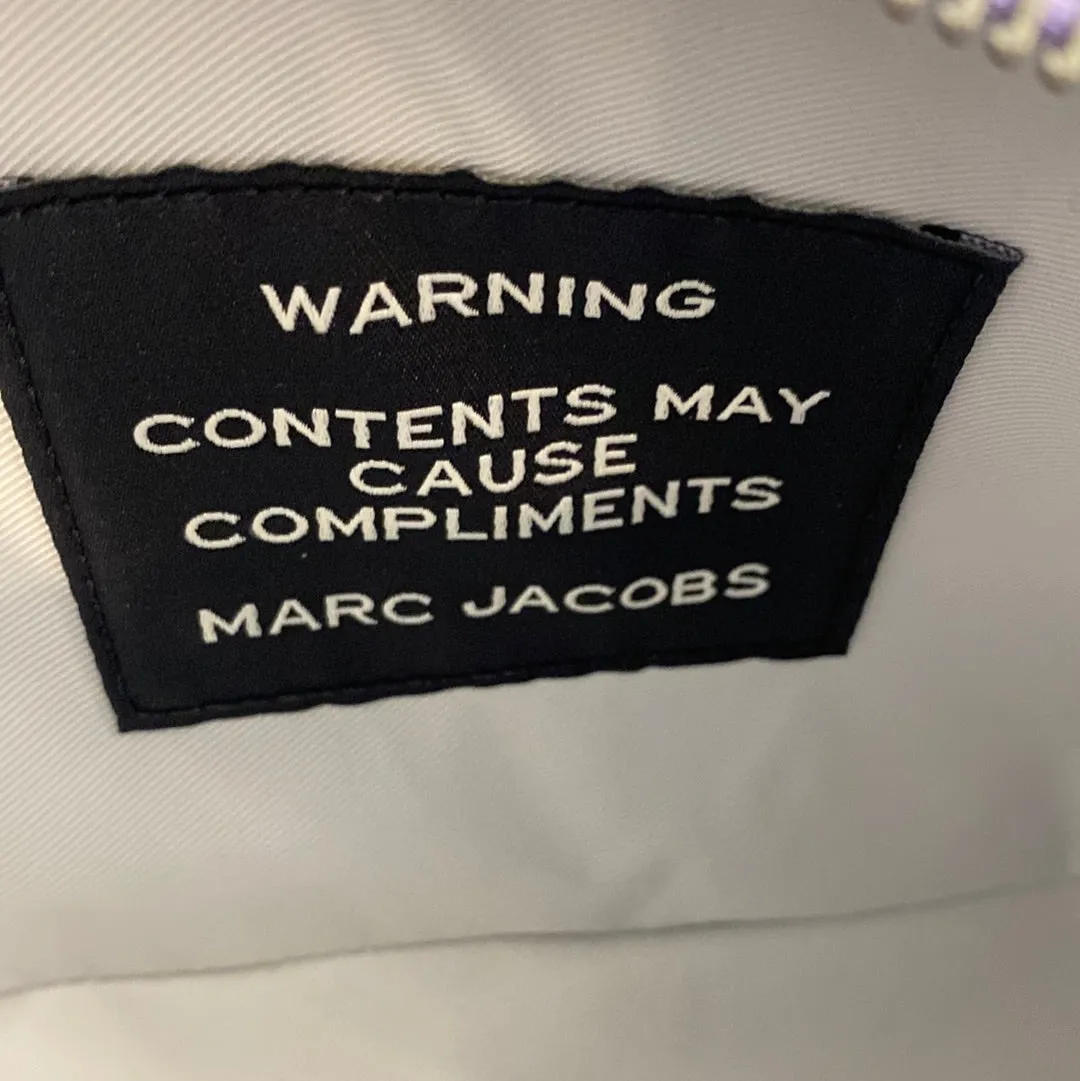 WARNING
CONTENTS MAY
CAUSE
COMPLIMENTS
MARC JACOBS